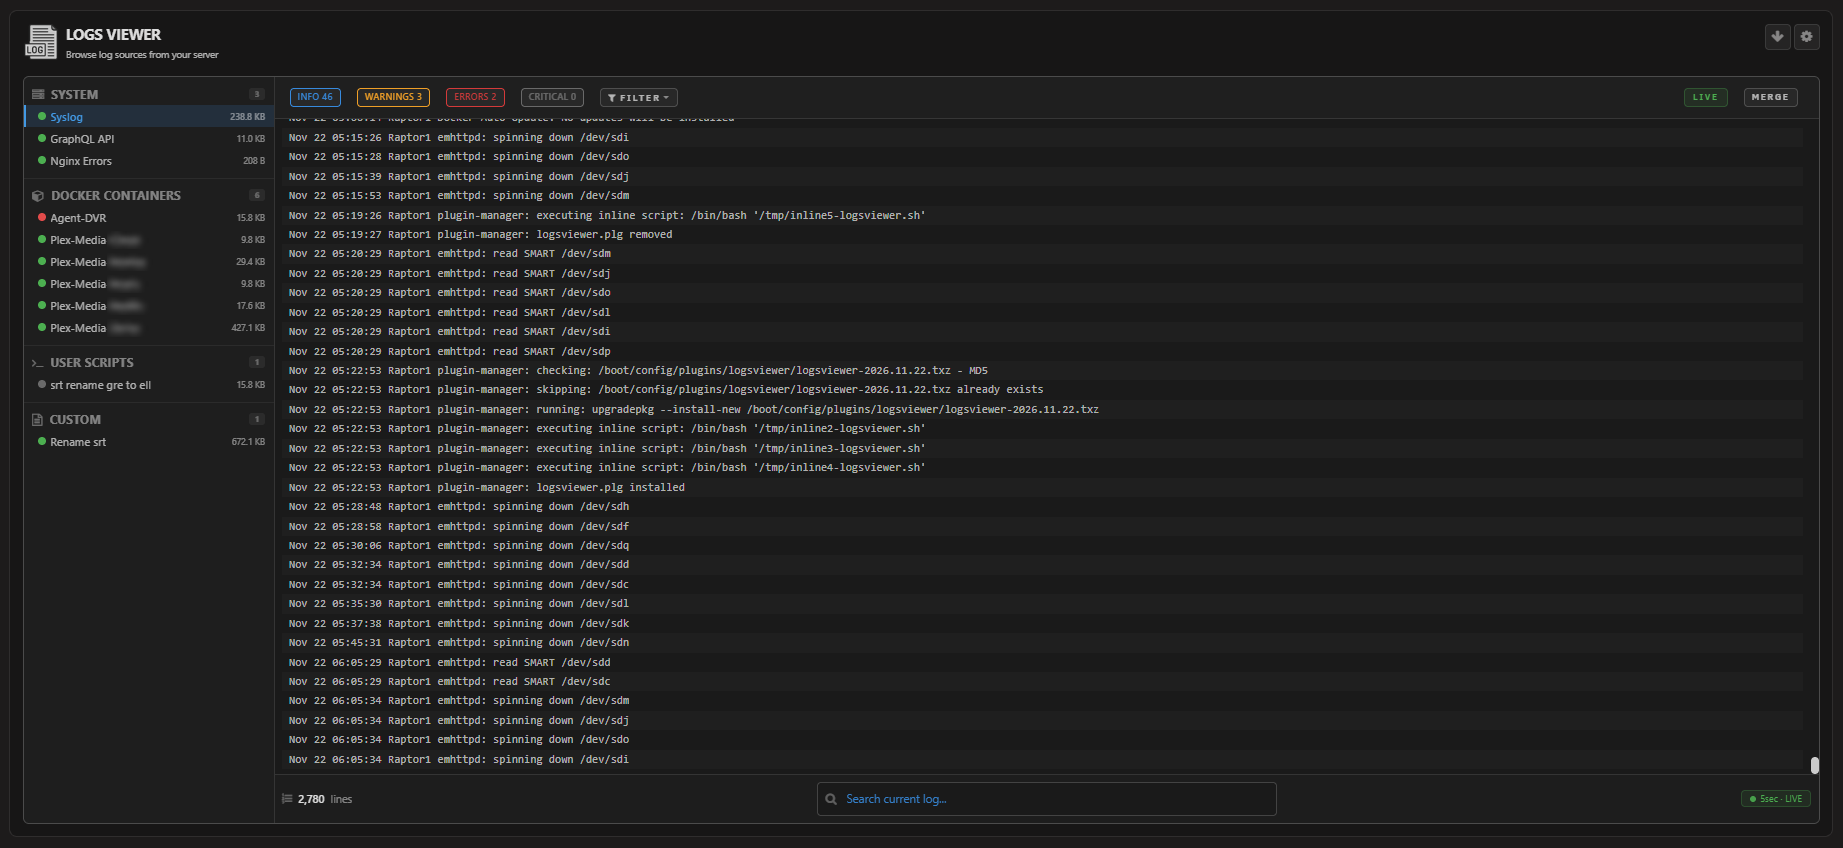 LOGS VIEWER
Browse log sources from your server
SYSTEM 3
Syslog 238.8 KB
GraphQL API 11.0 KB
Nginx Errors 208 B
DOCKER CONTAINERS 6
Agent-DVR 15.8 KB
Plex-Media 9.8 KB
Plex-Media 29.4 KB
Plex-Media 9.8 KB
Plex-Media 17.6 KB
Plex-Media 427.1 KB
USER SCRIPTS 1
srt rename gre to ell 15.8 KB
CUSTOM 1
Rename srt 672.1 KB
INFO 46 WARNINGS 3 ERRORS 2 CRITICAL 0 FILTER LIVE MERGE
Raptor1 Docker Auto Update: No updates will be installed
Nov 22 05:15:26 Raptor1 emhttpd: spinning down /dev/sdi
Nov 22 05:15:28 Raptor1 emhttpd: spinning down /dev/sdo
Nov 22 05:15:39 Raptor1 emhttpd: spinning down /dev/sdj
Nov 22 05:15:53 Raptor1 emhttpd: spinning down /dev/sdm
Nov 22 05:19:26 Raptor1 plugin-manager: executing inline script: /bin/bash '/tmp/inline5-logsviewer.sh'
Nov 22 05:19:27 Raptor1 plugin-manager: logsviewer.plg removed
Nov 22 05:20:29 Raptor1 emhttpd: read SMART /dev/sdm
Nov 22 05:20:29 Raptor1 emhttpd: read SMART /dev/sdj
Nov 22 05:20:29 Raptor1 emhttpd: read SMART /dev/sdo
Nov 22 05:20:29 Raptor1 emhttpd: read SMART /dev/sdl
Nov 22 05:20:29 Raptor1 emhttpd: read SMART /dev/sdi
Nov 22 05:20:29 Raptor1 emhttpd: read SMART /dev/sdp
Nov 22 05:22:53 Raptor1 plugin-manager: checking: /boot/config/plugins/logsviewer/logsviewer-2026.11.22.txz - MD5
Nov 22 05:22:53 Raptor1 plugin-manager: skipping: /boot/config/plugins/logsviewer/logsviewer-2026.11.22.txz already exists
Nov 22 05:22:53 Raptor1 plugin-manager: running: upgradepkg --install-new /boot/config/plugins/logsviewer/logsviewer-2026.11.22.txz
Nov 22 05:22:53 Raptor1 plugin-manager: executing inline script: /bin/bash '/tmp/inline2-logsviewer.sh'
Nov 22 05:22:53 Raptor1 plugin-manager: executing inline script: /bin/bash '/tmp/inline3-logsviewer.sh'
Nov 22 05:22:53 Raptor1 plugin-manager: executing inline script: /bin/bash '/tmp/inline4-logsviewer.sh'
Nov 22 05:22:53 Raptor1 plugin-manager: logsviewer.plg installed
Nov 22 05:28:48 Raptor1 emhttpd: spinning down /dev/sdh
Nov 22 05:28:58 Raptor1 emhttpd: spinning down /dev/sdf
Nov 22 05:30:06 Raptor1 emhttpd: spinning down /dev/sdq
Nov 22 05:32:34 Raptor1 emhttpd: spinning down /dev/sdd
Nov 22 05:32:34 Raptor1 emhttpd: spinning down /dev/sdc
Nov 22 05:35:30 Raptor1 emhttpd: spinning down /dev/sdl
Nov 22 05:37:38 Raptor1 emhttpd: spinning down /dev/sdk
Nov 22 05:45:31 Raptor1 emhttpd: spinning down /dev/sdn
Nov 22 06:05:29 Raptor1 emhttpd: read SMART /dev/sdd
Nov 22 06:05:29 Raptor1 emhttpd: read SMART /dev/sdc
Nov 22 06:05:34 Raptor1 emhttpd: spinning down /dev/sdm
Nov 22 06:05:34 Raptor1 emhttpd: spinning down /dev/sdj
Nov 22 06:05:34 Raptor1 emhttpd: spinning down /dev/sdo
Nov 22 06:05:34 Raptor1 emhttpd: spinning down /dev/sdi
2,780 lines
Search current log...
5sec · LIVE